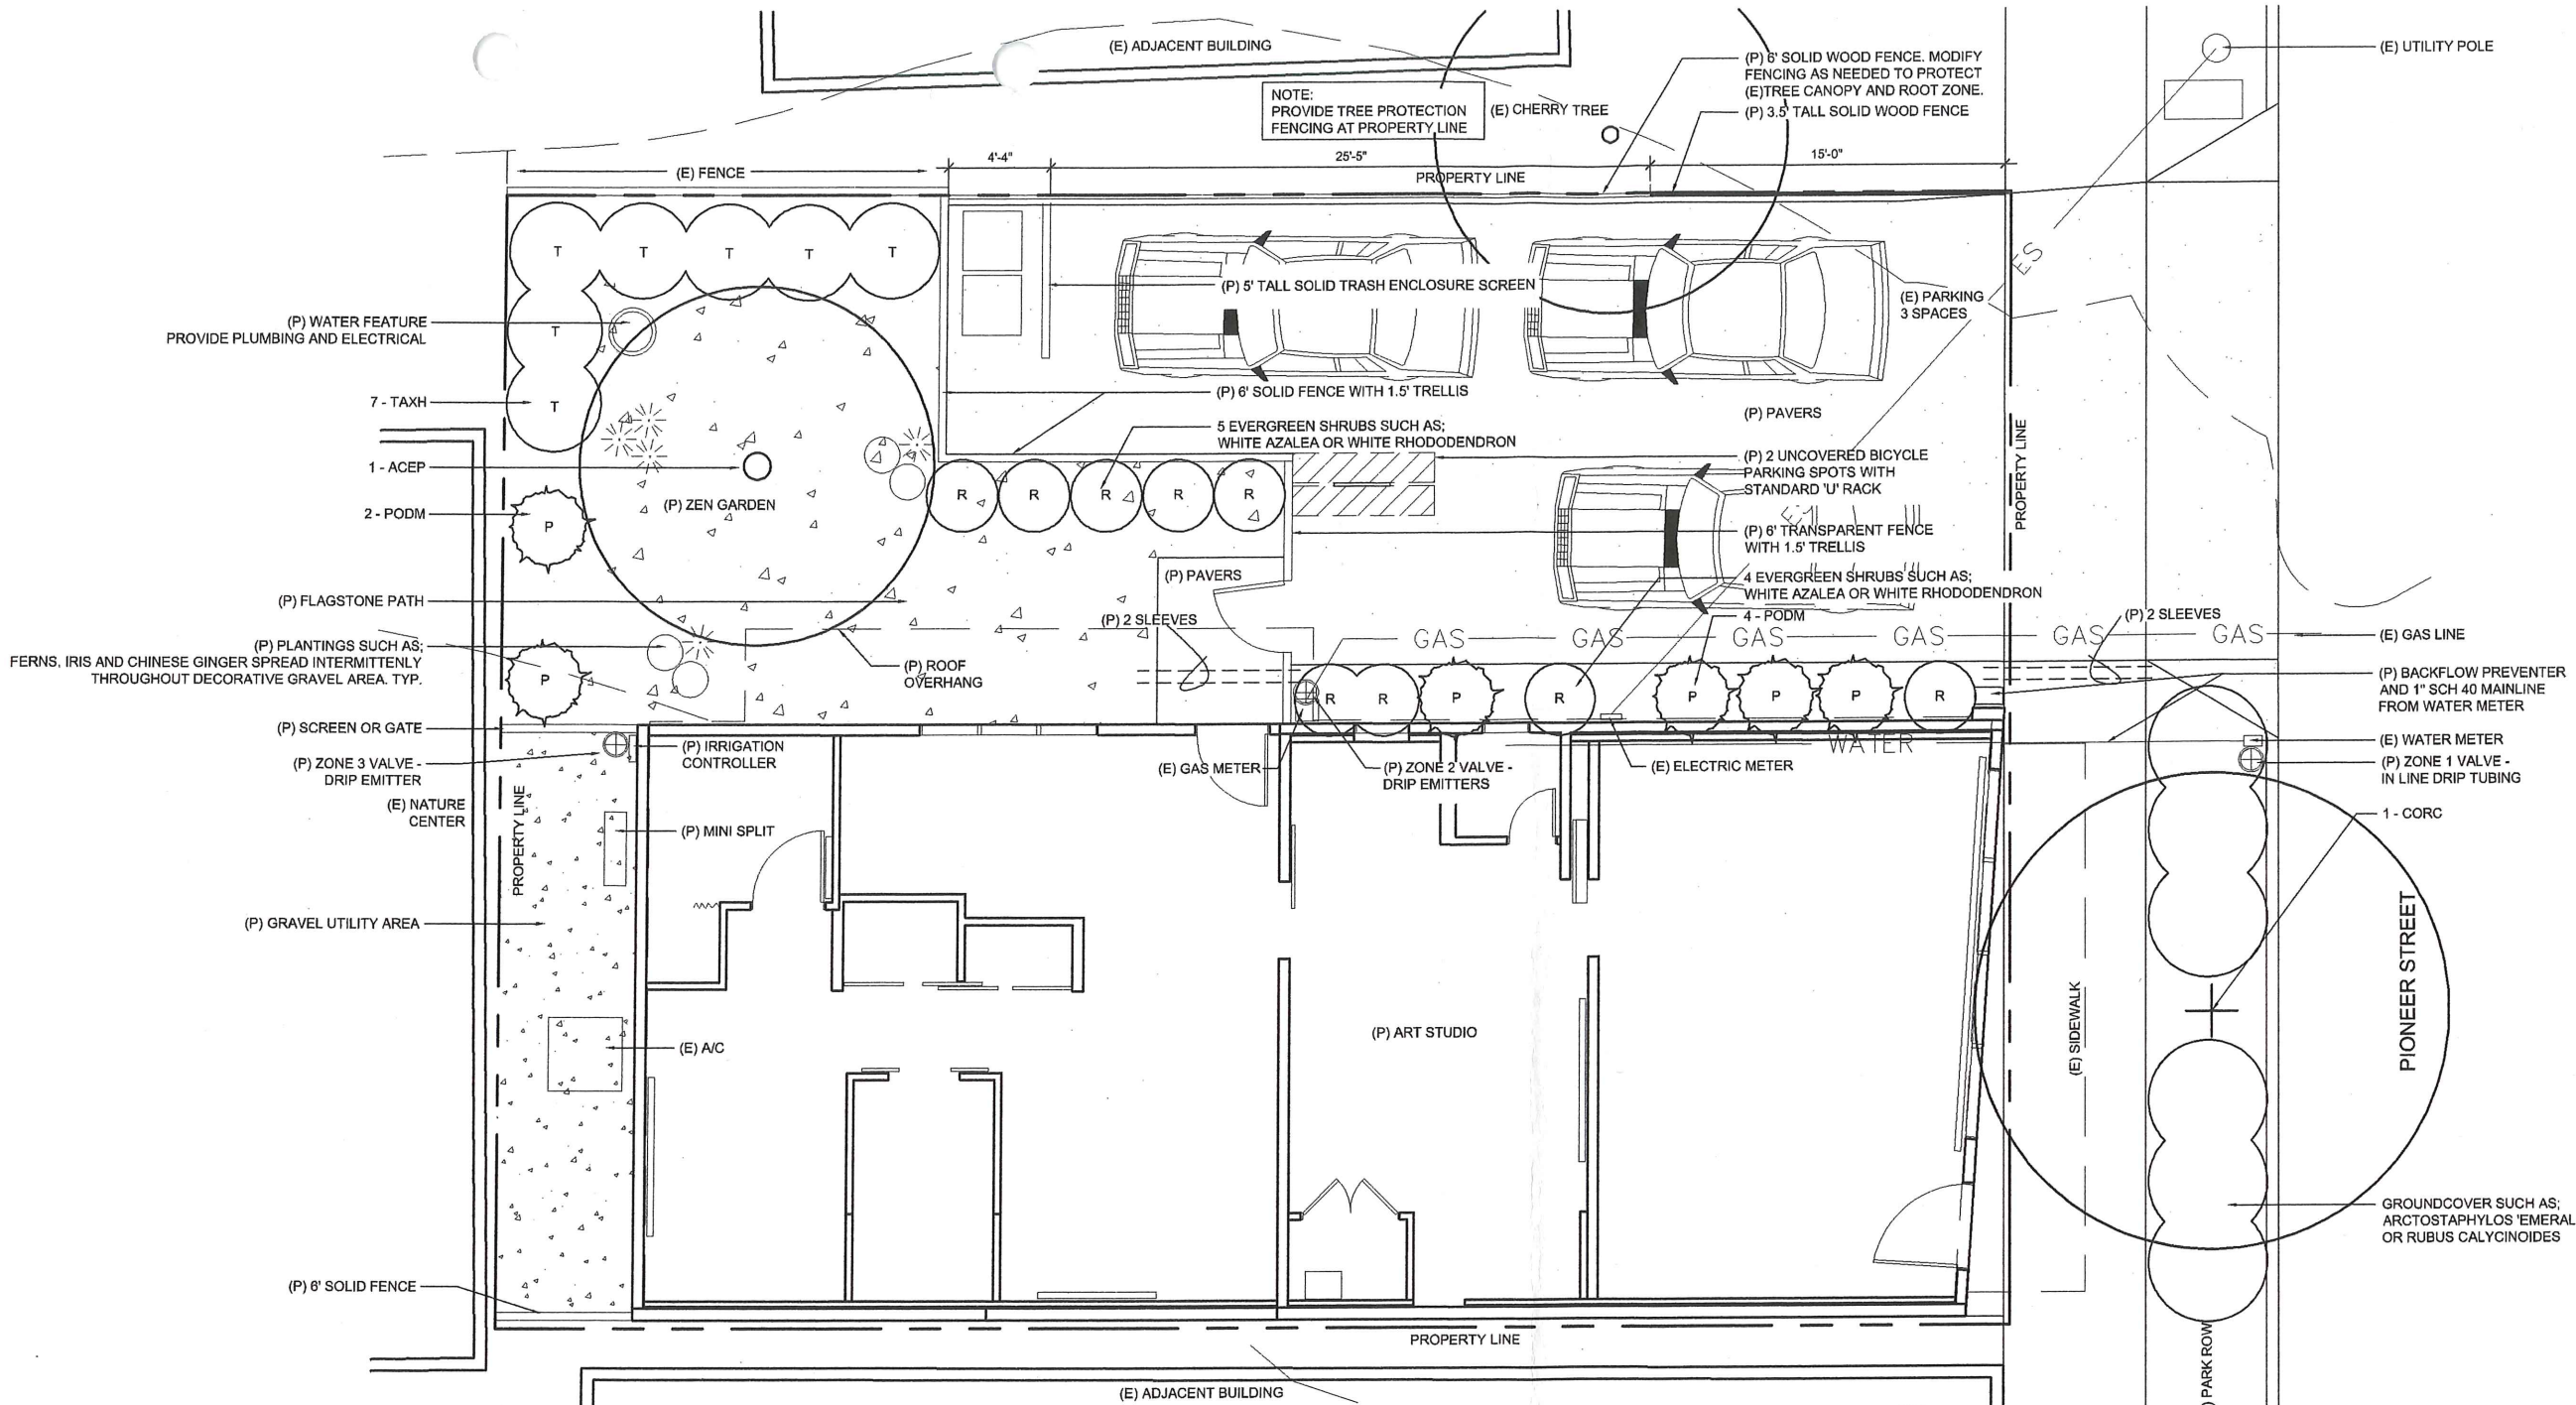 (E) ADJACENT BUILDING
(E) UTILITY POLE
(P) 6' SOLID WOOD FENCE. MODIFY
FENCING AS NEEDED TO PROTECT
(E)TREE CANOPY AND ROOT ZONE.
(P) 3.5' TALL SOLID WOOD FENCE
NOTE:
PROVIDE TREE PROTECTION
FENCING AT PROPERTY LINE
(E) CHERRY TREE
4'-4"
25'-5"
15'-0"
(E) FENCE
PROPERTY LINE
T
T
T
T
T
T
T
ES
(P) 5' TALL SOLID TRASH ENCLOSURE SCREEN
(E) PARKING
3 SPACES
(P) WATER FEATURE
PROVIDE PLUMBING AND ELECTRICAL
(P) 6' SOLID FENCE WITH 1.5' TRELLIS
7 - TAXH
(P) PAVERS
5 EVERGREEN SHRUBS SUCH AS;
WHITE AZALEA OR WHITE RHODODENDRON
PROPERTY LINE
1 - ACEP
(P) 2 UNCOVERED BICYCLE
PARKING SPOTS WITH
STANDARD 'U' RACK
R
R
R
R
R
(P) ZEN GARDEN
2 - PODM
P
(P) 6' TRANSPARENT FENCE
WITH 1.5' TRELLIS
(P) PAVERS
4 EVERGREEN SHRUBS SUCH AS;
WHITE AZALEA OR WHITE RHODODENDRON
(P) FLAGSTONE PATH
(P) 2 SLEEVES
4 - PODM
(P) 2 SLEEVES
GAS
GAS
GAS
GAS
GAS
GAS
(E) GAS LINE
(P) PLANTINGS SUCH AS;
FERNS, IRIS AND CHINESE GINGER SPREAD INTERMITTENLY
THROUGHOUT DECORATIVE GRAVEL AREA. TYP.
P
(P) ROOF
OVERHANG
R
R
P
R
P
P
P
R
(P) BACKFLOW PREVENTER
AND 1" SCH 40 MAINLINE
FROM WATER METER
(P) SCREEN OR GATE
WATER
(E) WATER METER
(P) IRRIGATION
CONTROLLER
(P) ZONE 3 VALVE -
DRIP EMITTER
(E) GAS METER
(P) ZONE 2 VALVE -
DRIP EMITTERS
(E) ELECTRIC METER
(P) ZONE 1 VALVE -
IN LINE DRIP TUBING
(E) NATURE
CENTER
PROPERTY LINE
(P) MINI SPLIT
1 - CORC
(P) GRAVEL UTILITY AREA
PIONEER STREET
(P) ART STUDIO
(E) SIDEWALK
(E) A/C
GROUNDCOVER SUCH AS;
ARCTOSTAPHYLOS 'EMERAL
OR RUBUS CALYCINOIDES
(P) 6' SOLID FENCE
PROPERTY LINE
PARK ROW
(E) ADJACENT BUILDING